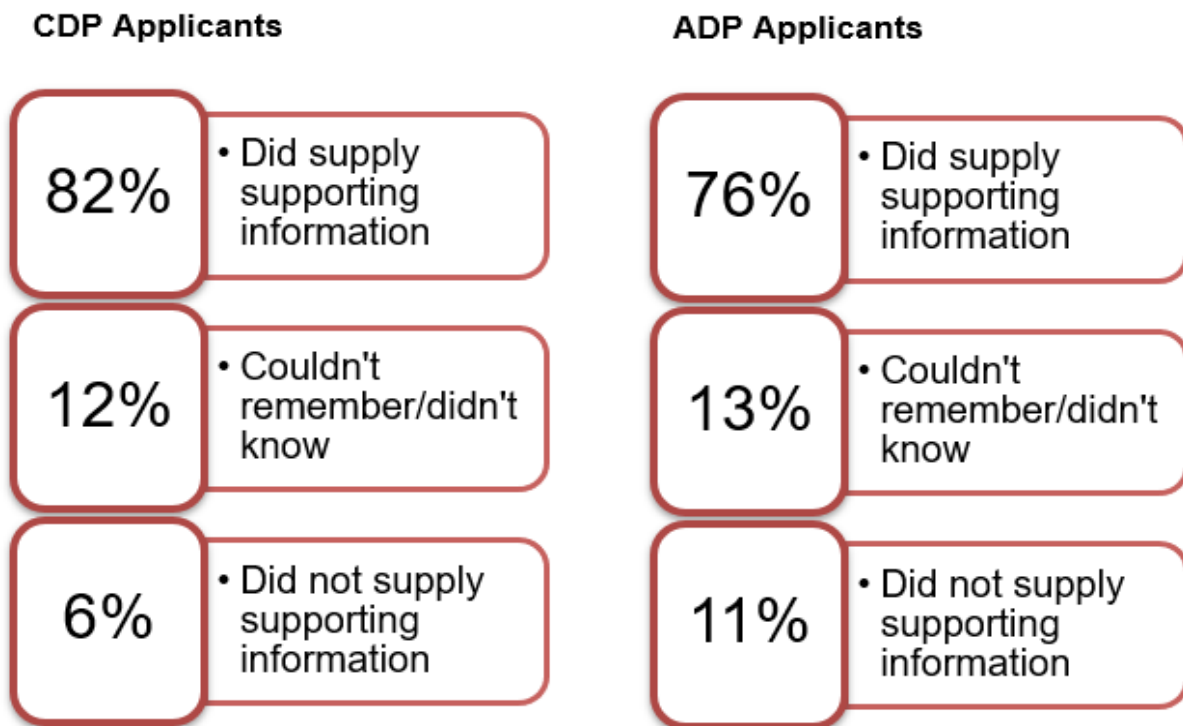 CDP Applicants
82%
• Did supply
supporting
information
12%
• Couldn't
remember/didn't
know
6%
• Did not supply
supporting
information
ADP Applicants
76%
• Did supply
supporting
information
13%
• Couldn't
remember/didn't
know
11%
• Did not supply
supporting
information